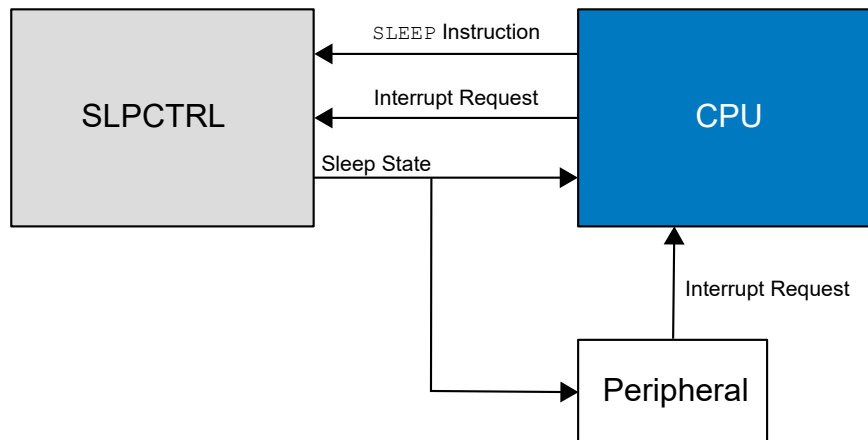 SLEEP Instruction
SLPCTRL
Interrupt Request
CPU
Sleep State
Interrupt Request
Peripheral